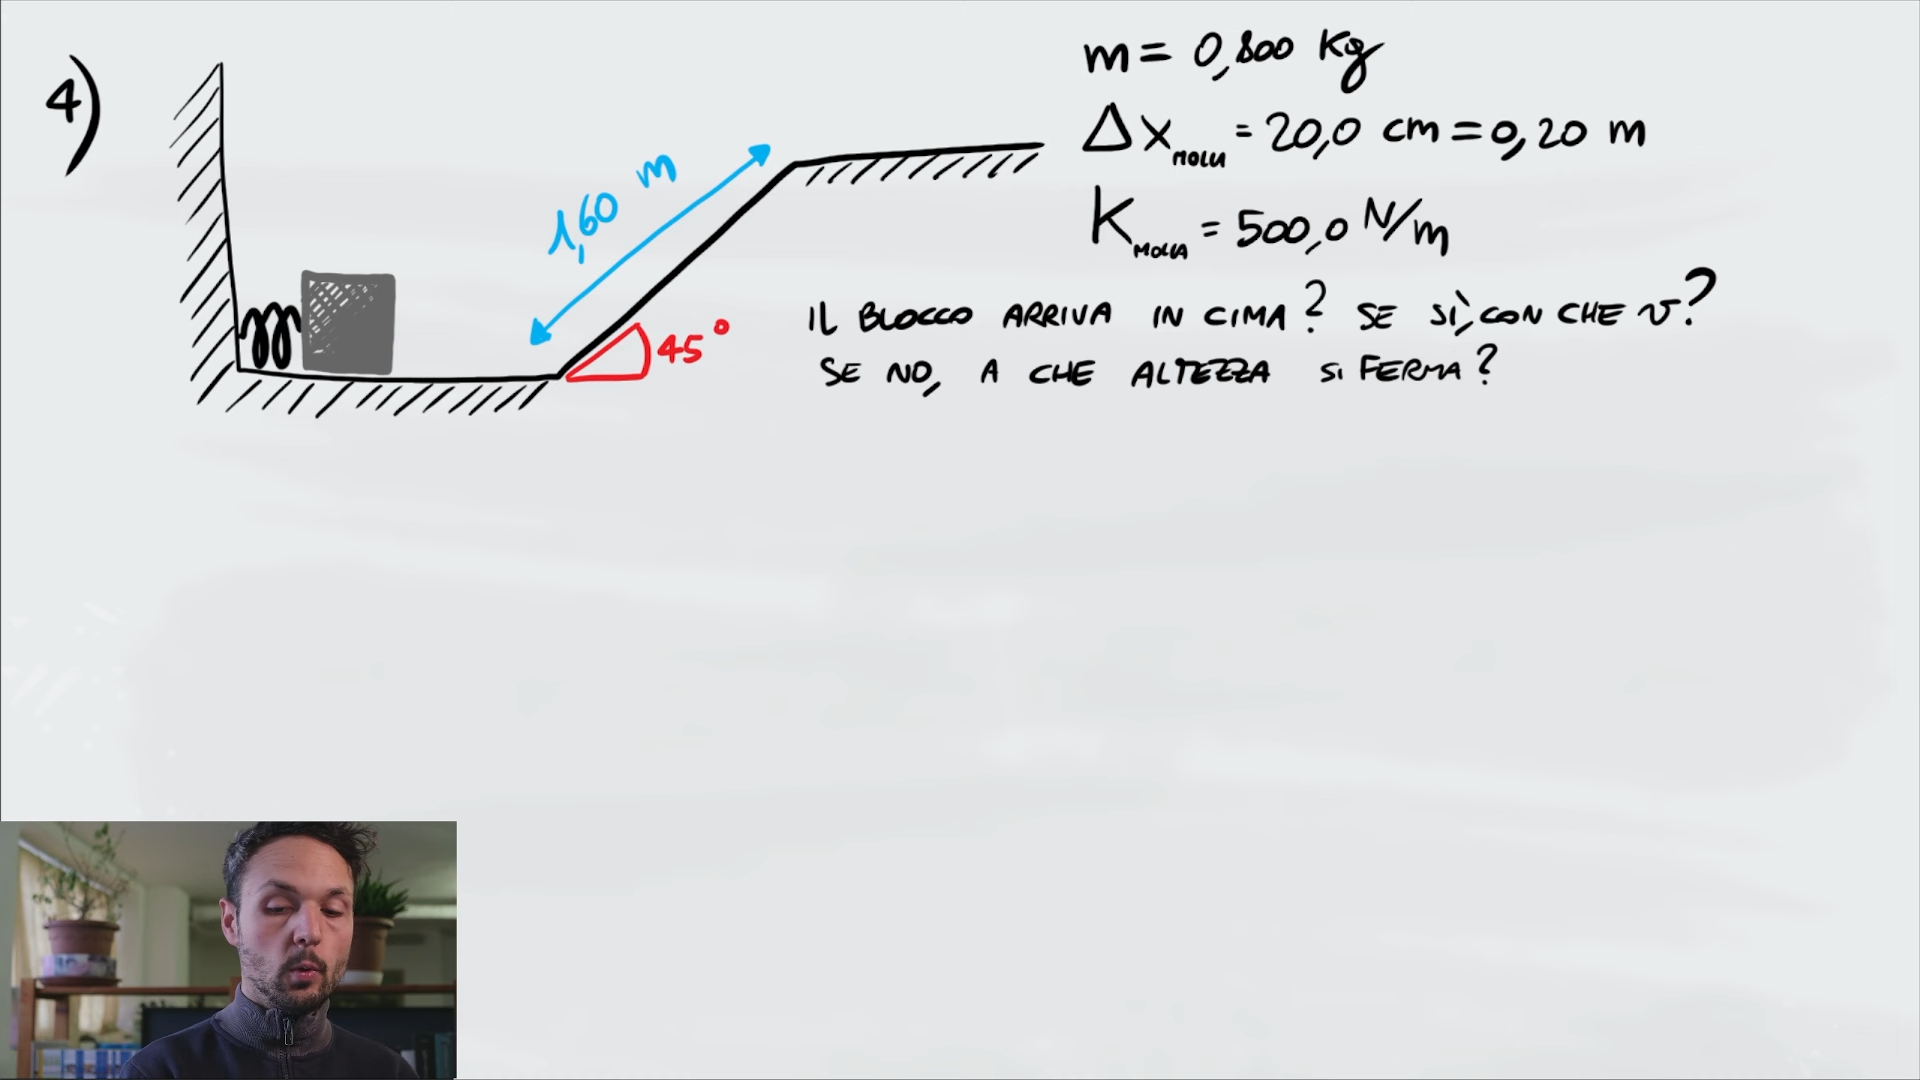 4)
m = 0,800 Kg
Δx MOLLA = 20,0 cm = 0,20 m
K MOLLA = 500,0 N/m
1,60 m
45°
IL BLOCCO ARRIVA IN CIMA? SE SÌ, CON CHE v?
SE NO, A CHE ALTEZZA SI FERMA?